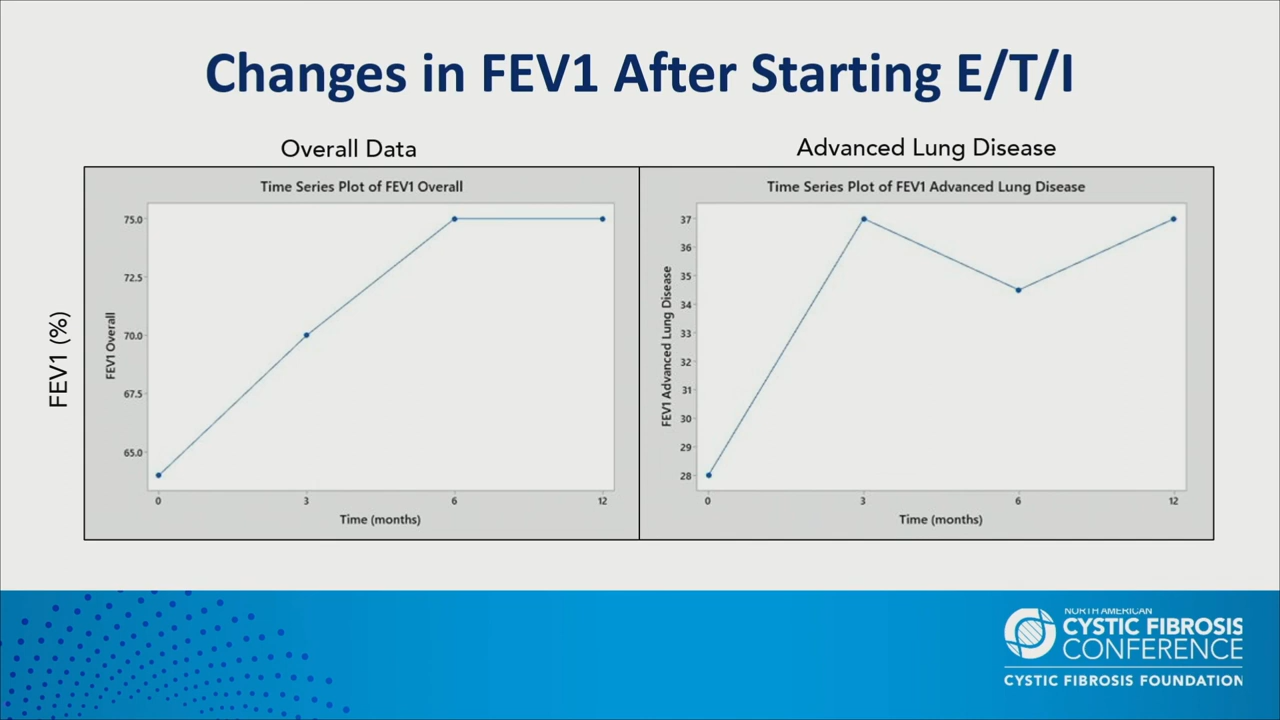 Changes in FEV1 After Starting E/T/I
Overall Data
Advanced Lung Disease
FEV1 (%)
Time Series Plot of FEV1 Overall
75.0
72.5
70.0
67.5
65.0
FEV1 Overall
0 3 6 12
Time (months)
Time Series Plot of FEV1 Advanced Lung Disease
37
36
35
34
33
32
31
30
29
28
FEV1 Advanced Lung Disease
0 3 6 12
Time (months)
NORTH AMERICAN
CYSTIC FIBROSIS
CONFERENCE
CYSTIC FIBROSIS FOUNDATION